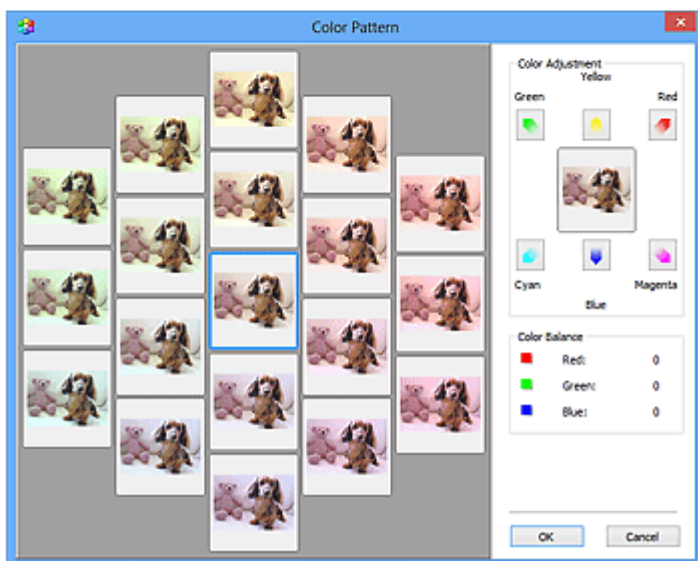 Color Pattern
Color Adjustment
Yellow
Green Red
Cyan Magenta
Blue
Color Balance
Red: 0
Green: 0
Blue: 0
OK Cancel